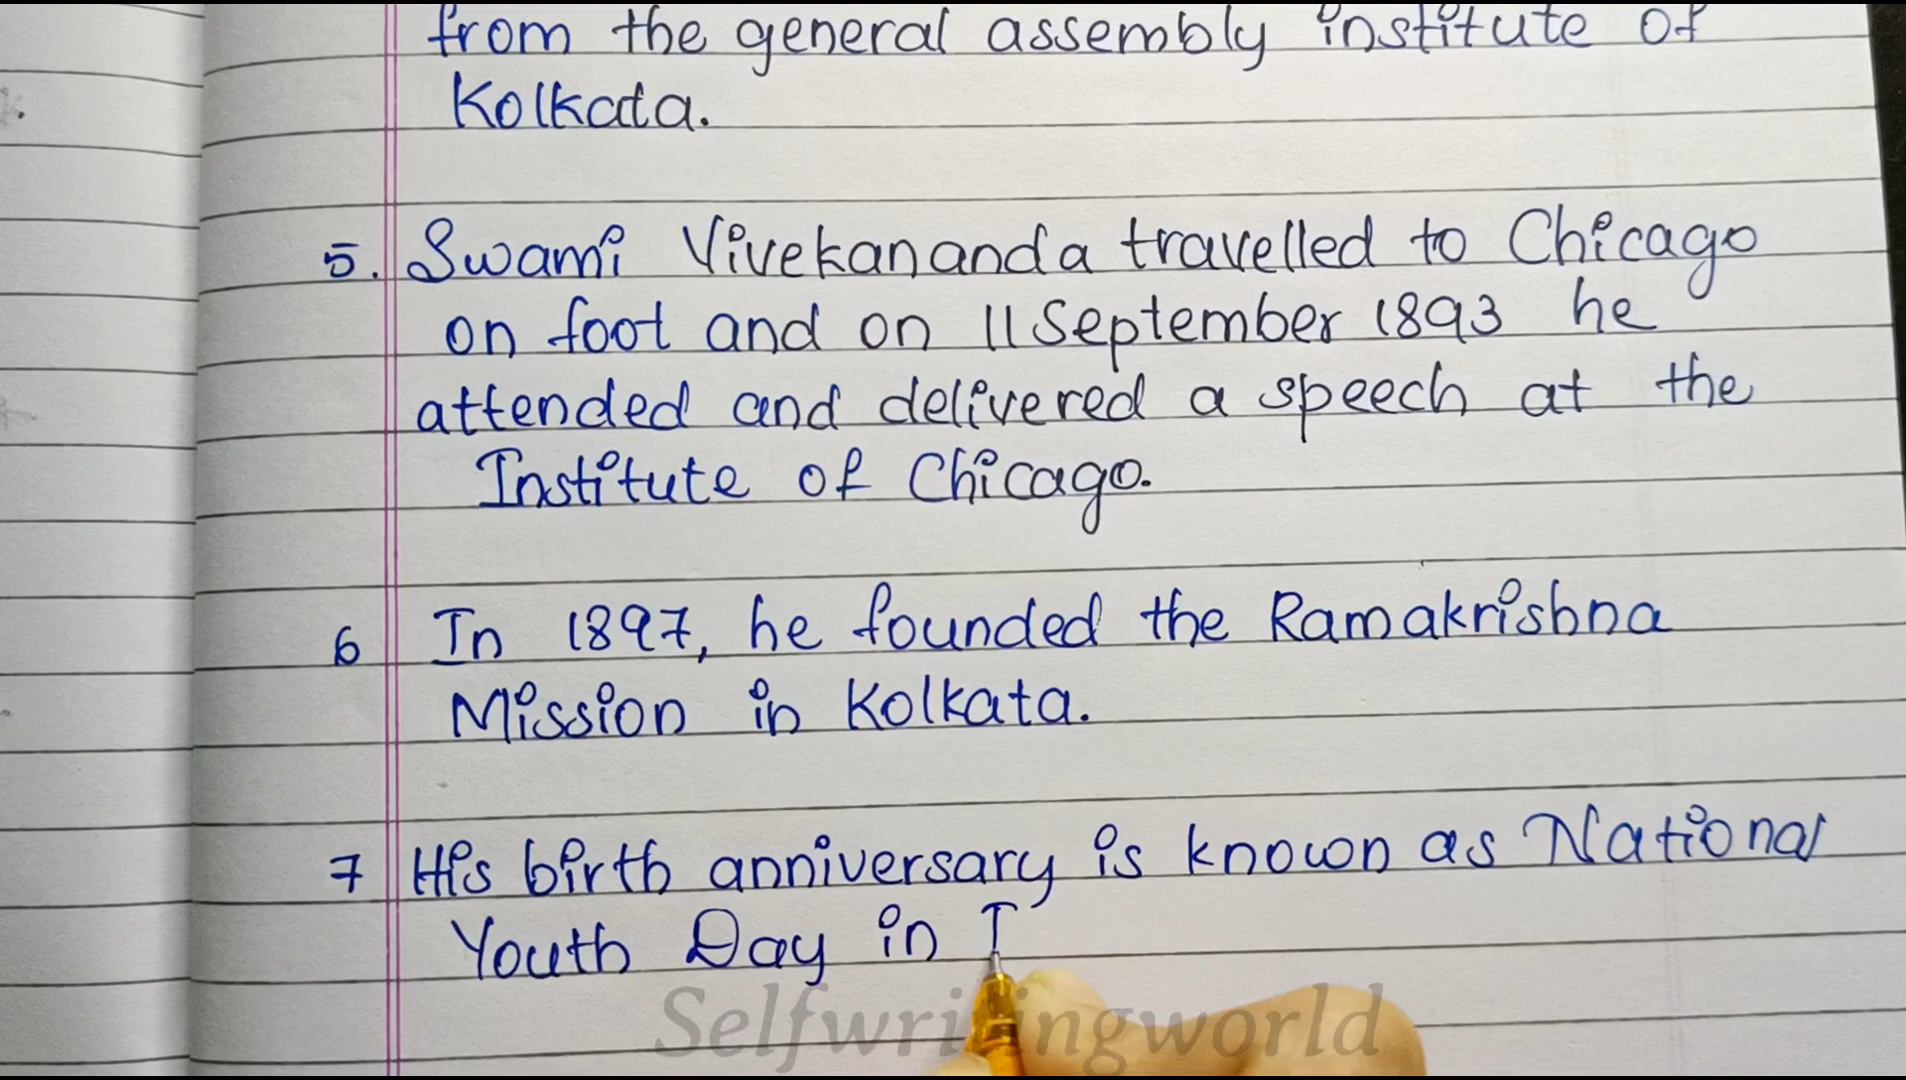 from the general assembly institute of
Kolkata.
5. Swami Vivekananda travelled to Chicago
on foot and on 11 September 1893 he
attended and delivered a speech at the
Institute of Chicago.
6 In 1897, he founded the Ramakrishna
Mission in Kolkata.
7 His birth anniversary is known as National
Youth Day in I
Selfwritingworld